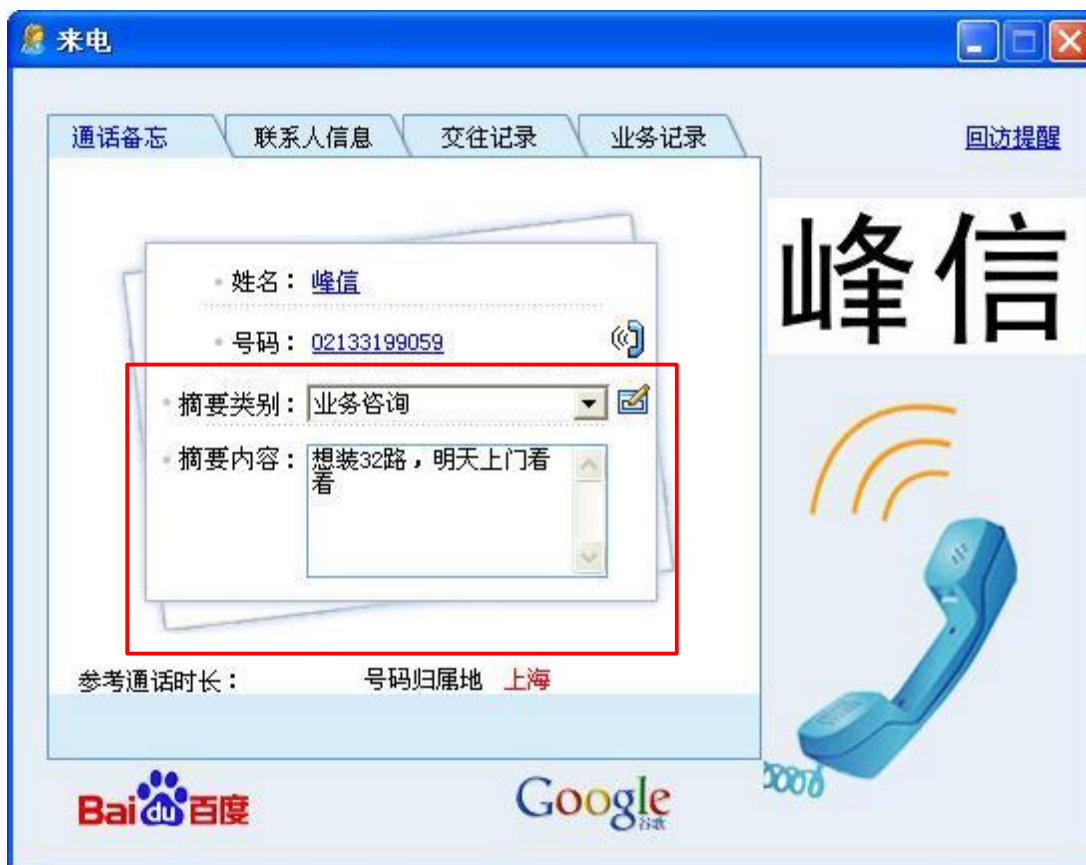 来电
通话备忘 联系人信息 交往记录 业务记录 回访提醒
峰信
姓名： 峰信
号码： 02133199059
摘要类别： 业务咨询
摘要内容： 想装32路，明天上门看
看
参考通话时长： 号码归属地 上海
Bai du 百度 Google
谷歌